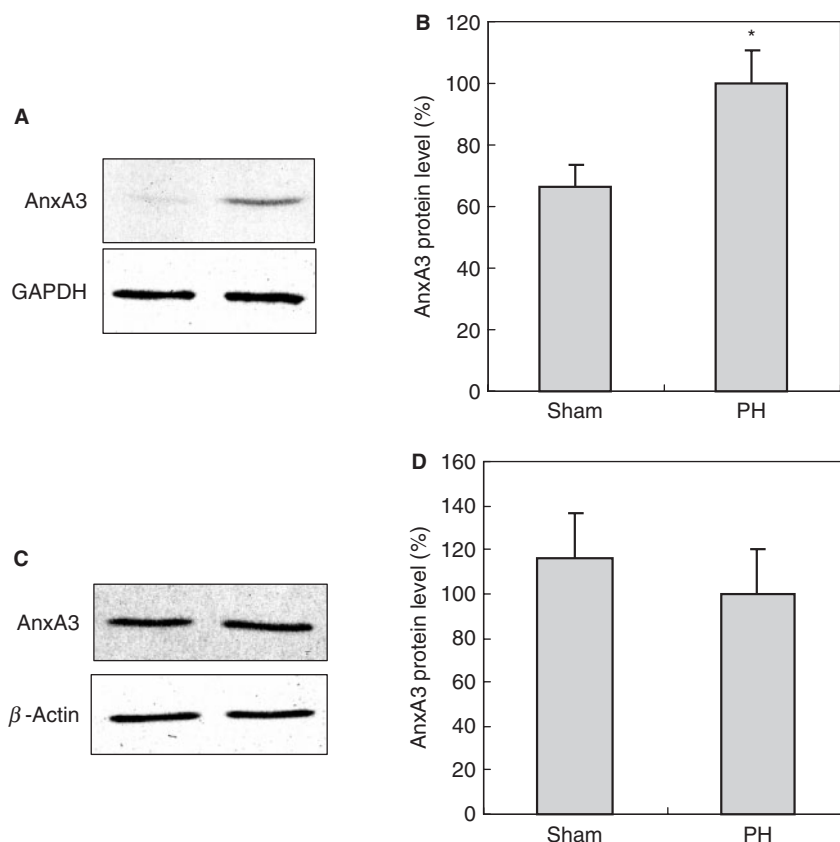 A
AnxA3
GAPDH
B
AnxA3 protein level (%)
120
100
80
60
40
20
0
*
Sham PH
C
AnxA3
β-Actin
D
AnxA3 protein level (%)
160
140
120
100
80
60
40
20
0
Sham PH